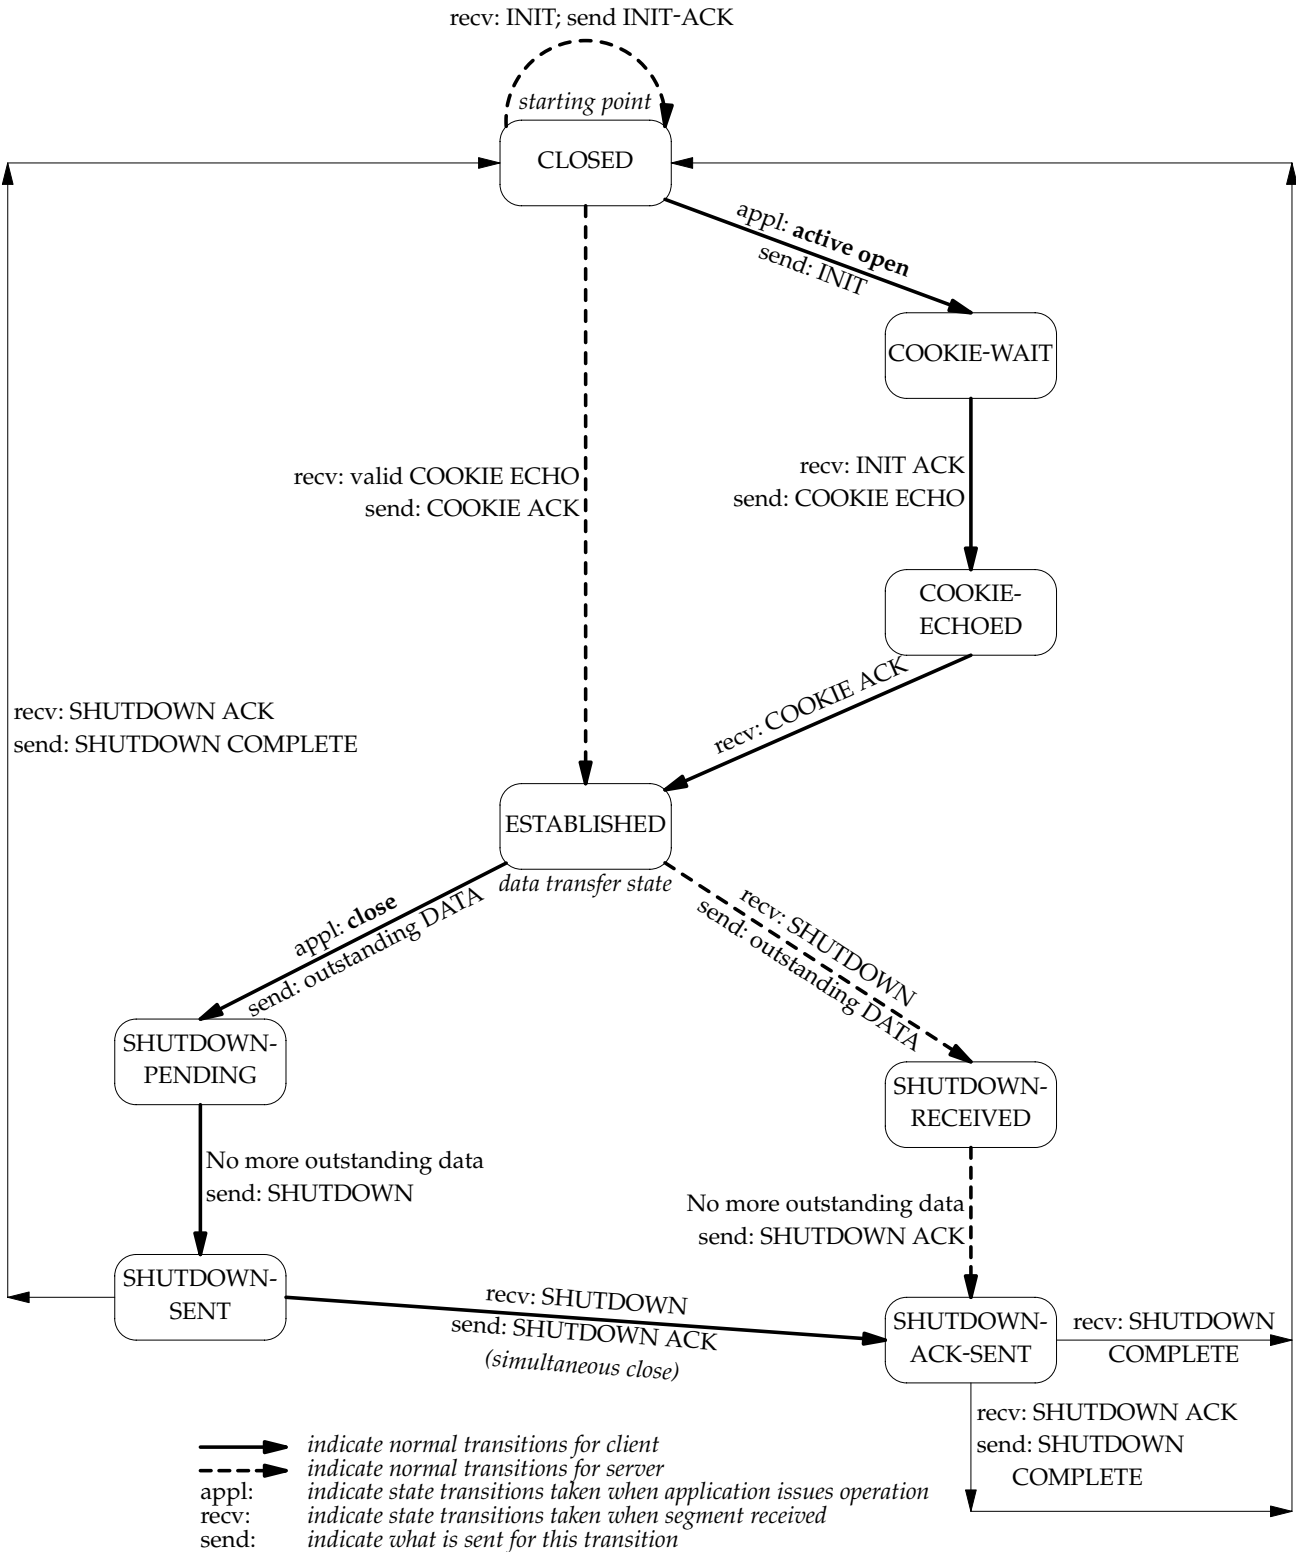 recv: INIT; send INIT-ACK
starting point
CLOSED
appl: active open
send: INIT
COOKIE-WAIT
recv: valid COOKIE ECHO
send: COOKIE ACK
recv: INIT ACK
send: COOKIE ECHO
COOKIE-
ECHOED
recv: COOKIE ACK
recv: SHUTDOWN ACK
send: SHUTDOWN COMPLETE
ESTABLISHED
data transfer state
appl: close
send: outstanding DATA
recv: SHUTDOWN
send: outstanding DATA
SHUTDOWN-
PENDING
SHUTDOWN-
RECEIVED
No more outstanding data
send: SHUTDOWN
No more outstanding data
send: SHUTDOWN ACK
SHUTDOWN-
SENT
recv: SHUTDOWN
send: SHUTDOWN ACK
(simultaneous close)
SHUTDOWN-
ACK-SENT
recv: SHUTDOWN
COMPLETE
recv: SHUTDOWN ACK
send: SHUTDOWN
COMPLETE
indicate normal transitions for client
indicate normal transitions for server
appl: indicate state transitions taken when application issues operation
recv: indicate state transitions taken when segment received
send: indicate what is sent for this transition